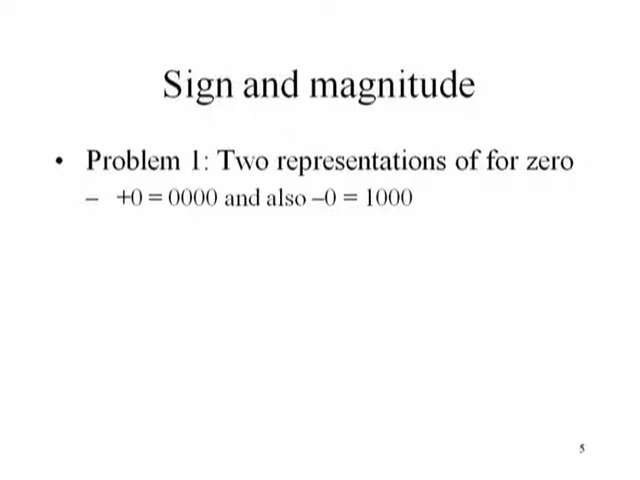 Sign and magnitude
• Problem 1: Two representations of for zero
– +0 = 0000 and also –0 = 1000
5